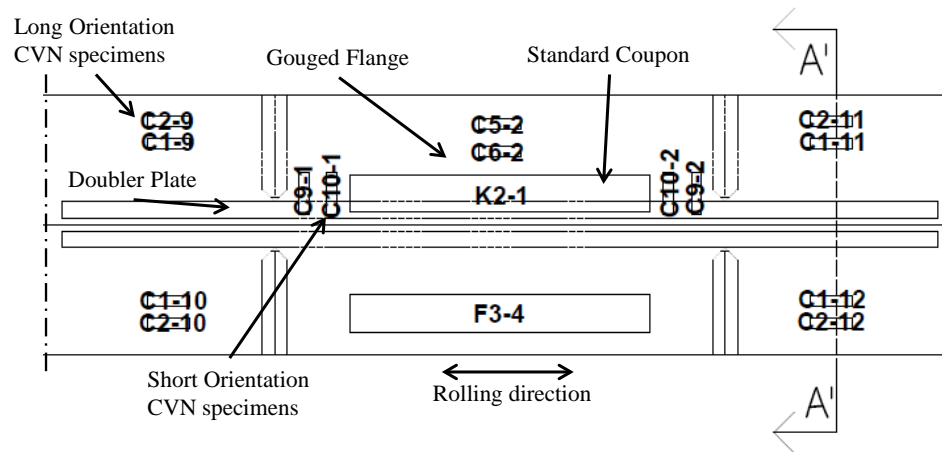 Long Orientation
CVN specimens
Gouged Flange
Standard Coupon
A'
C2-9
C1-9
C5-2
C6-2
C2-11
C1-11
Doubler Plate
C9-1
C10-1
K2-1
C10-2
C9-2
C1-10
C2-10
F3-4
C1-12
C2-12
Short Orientation
CVN specimens
Rolling direction
A'